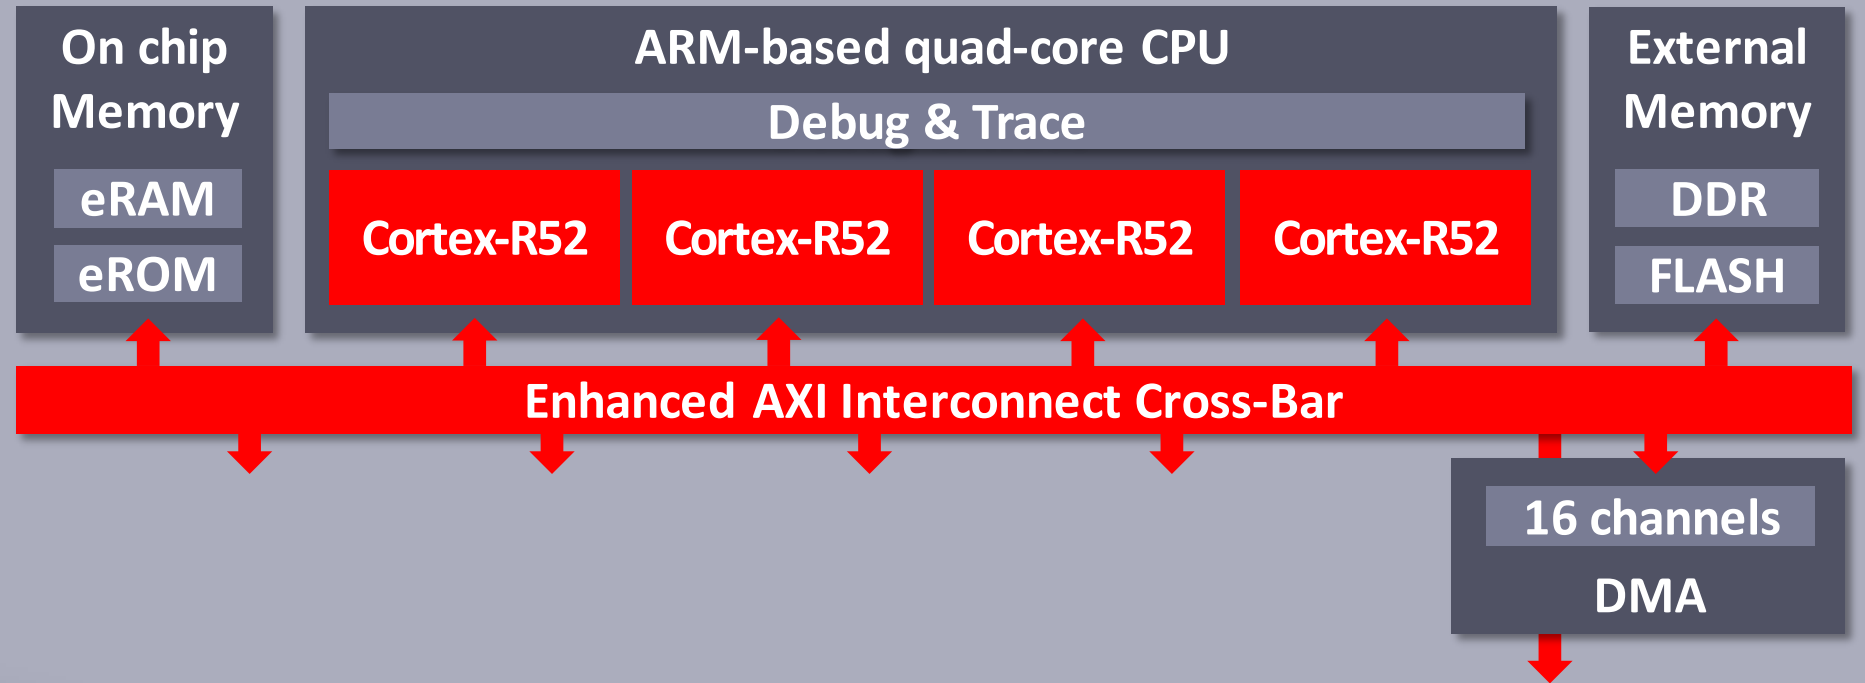 On chip
Memory
eRAM
eROM
ARM-based quad-core CPU
Debug & Trace
Cortex-R52
Cortex-R52
Cortex-R52
Cortex-R52
External
Memory
DDR
FLASH
Enhanced AXI Interconnect Cross-Bar
16 channels
DMA